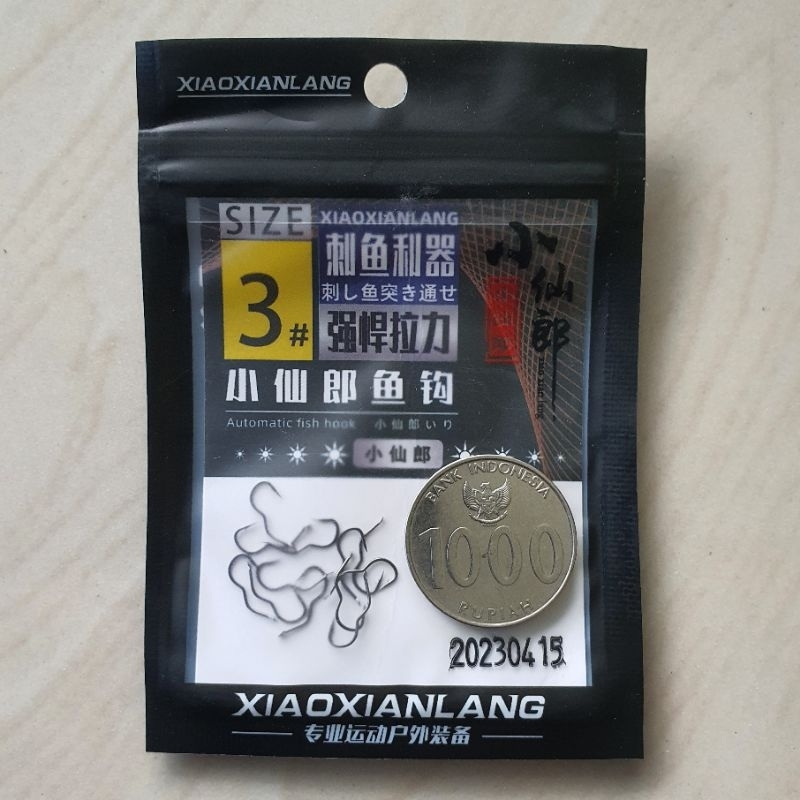 XIAOXIANLANG
SIZE
3#
XIAOXIANLANG
刺鱼利器
刺し魚突き通せ
强悍拉力
小仙郎
小仙郎鱼钩
Automatic fish hook 小仙郎いり
小仙郎
BANK INDONESIA
1000
RUPIAH
20230415
XIAOXIANLANG
专业运动户外装备